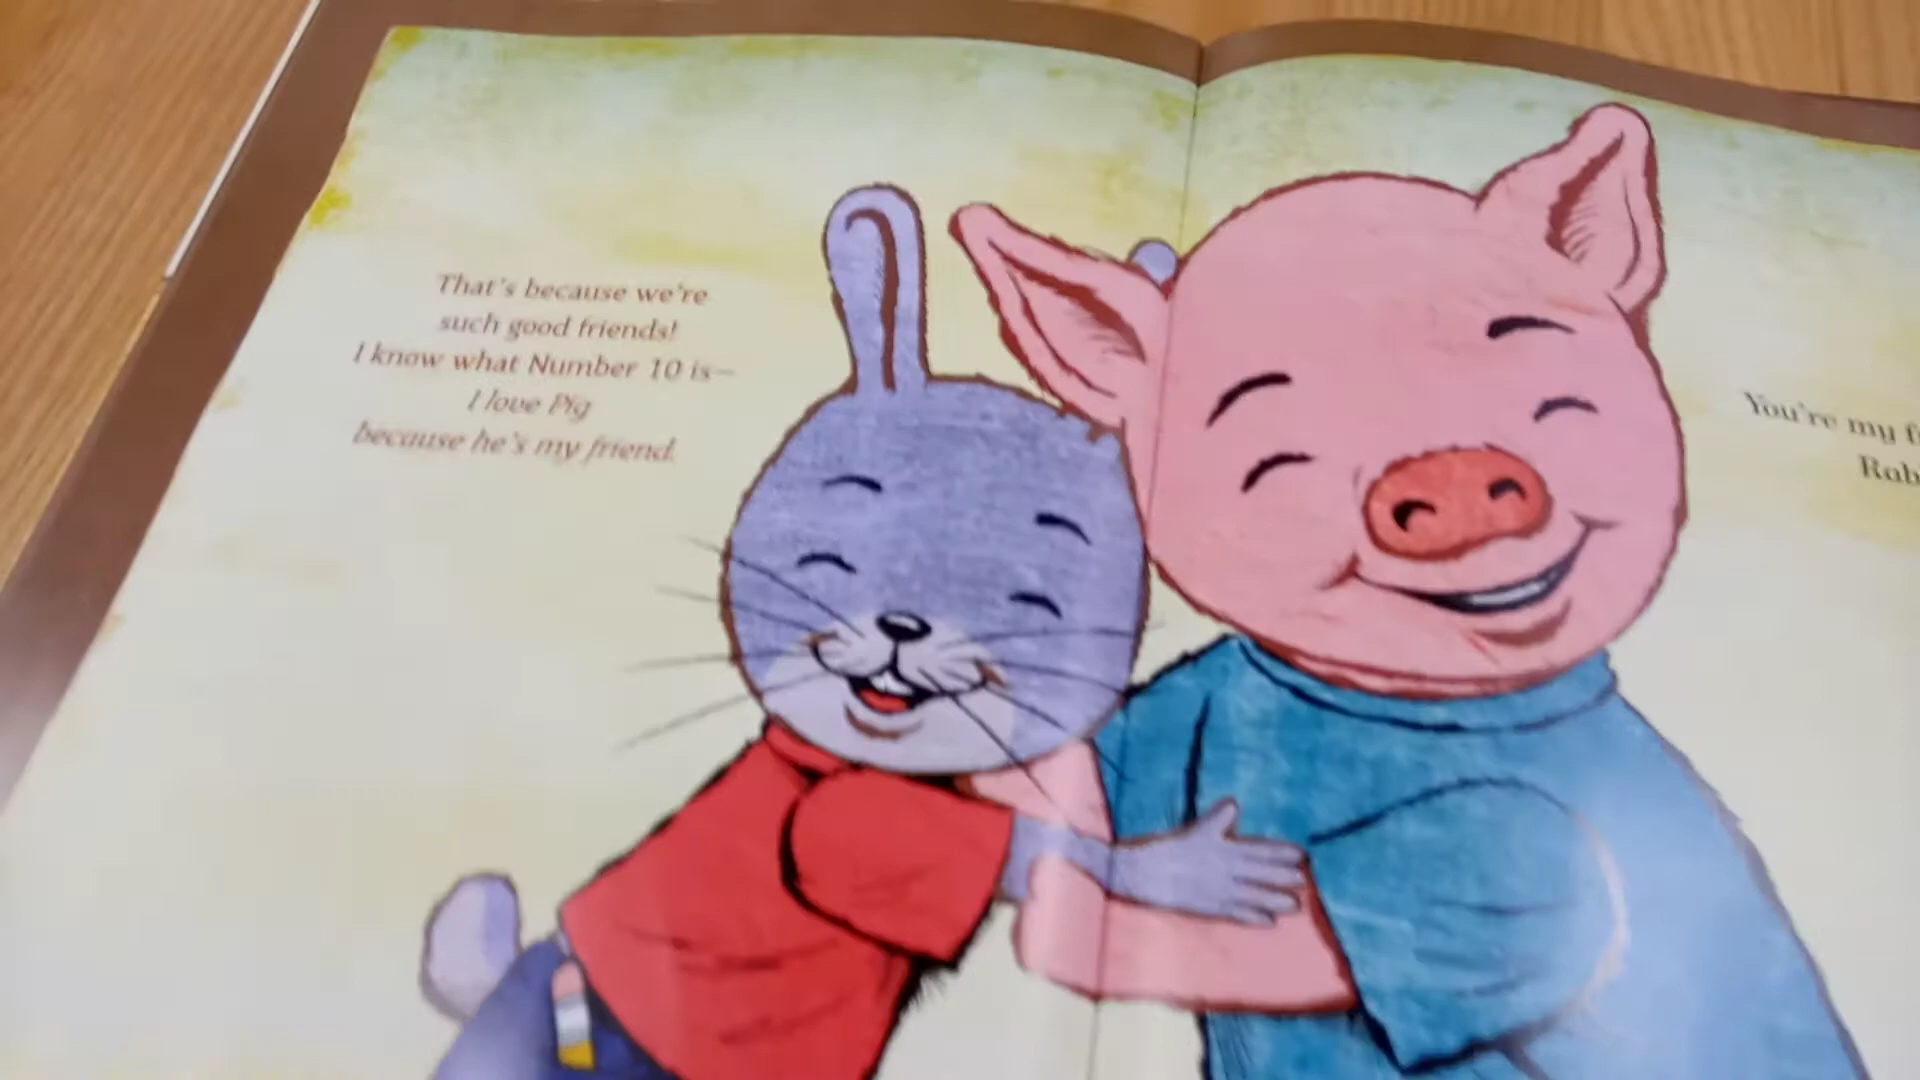 That's because we're
such good friends!
I know what Number 10 is—
I love Pig
because he's my friend.
You're my